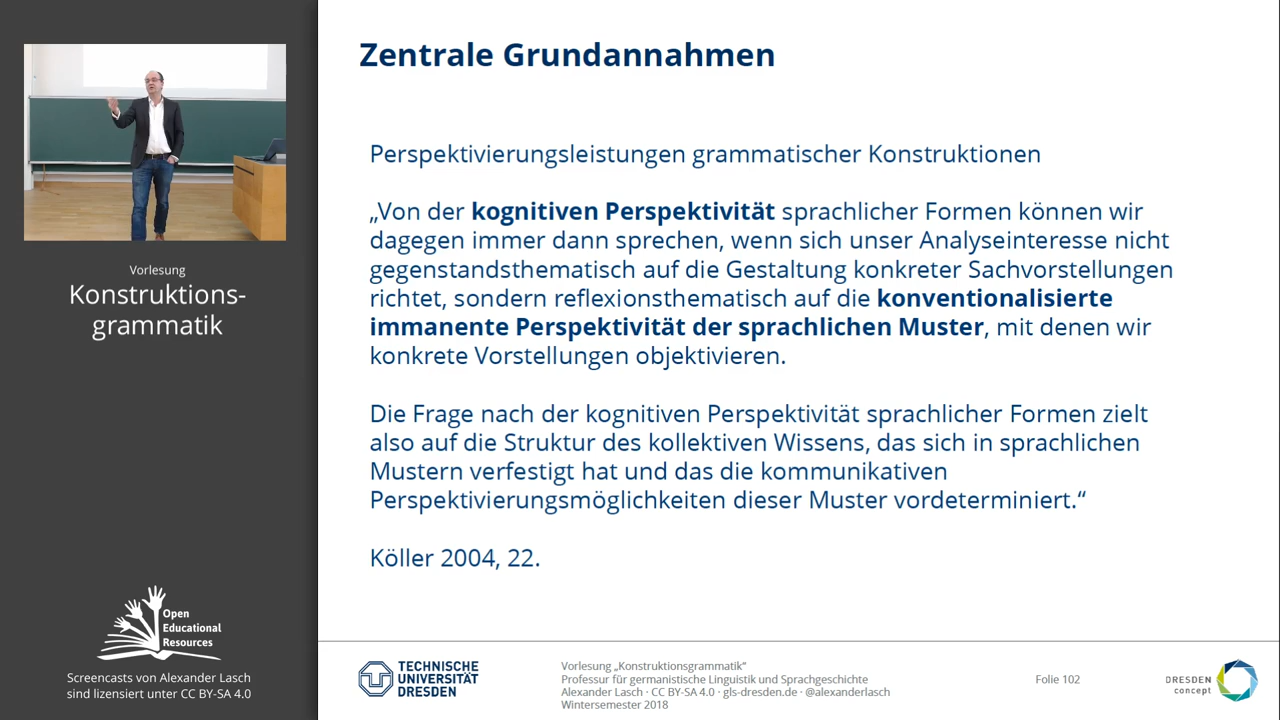 Zentrale Grundannahmen
Perspektivierungsleistungen grammatischer Konstruktionen
„Von der kognitiven Perspektivität sprachlicher Formen können wir
dagegen immer dann sprechen, wenn sich unser Analyseinteresse nicht
gegenstandsthematisch auf die Gestaltung konkreter Sachvorstellungen
richtet, sondern reflexionsthematisch auf die konventionalisierte
immanente Perspektivität der sprachlichen Muster, mit denen wir
konkrete Vorstellungen objektivieren.
Die Frage nach der kognitiven Perspektivität sprachlicher Formen zielt
also auf die Struktur des kollektiven Wissens, das sich in sprachlichen
Mustern verfestigt hat und das die kommunikativen
Perspektivierungsmöglichkeiten dieser Muster vordeterminiert.“
Köller 2004, 22.
Vorlesung
Konstruktions-
grammatik
Open
Educational
Resources
Screencasts von Alexander Lasch
sind lizensiert unter CC BY-SA 4.0
TECHNISCHE
UNIVERSITÄT
DRESDEN
Vorlesung „Konstruktionsgrammatik“
Professur für germanistische Linguistik und Sprachgeschichte
Alexander Lasch · CC BY-SA 4.0 · gls-dresden.de · @alexanderlasch
Wintersemester 2018
Folie 102
DRESDEN
concept